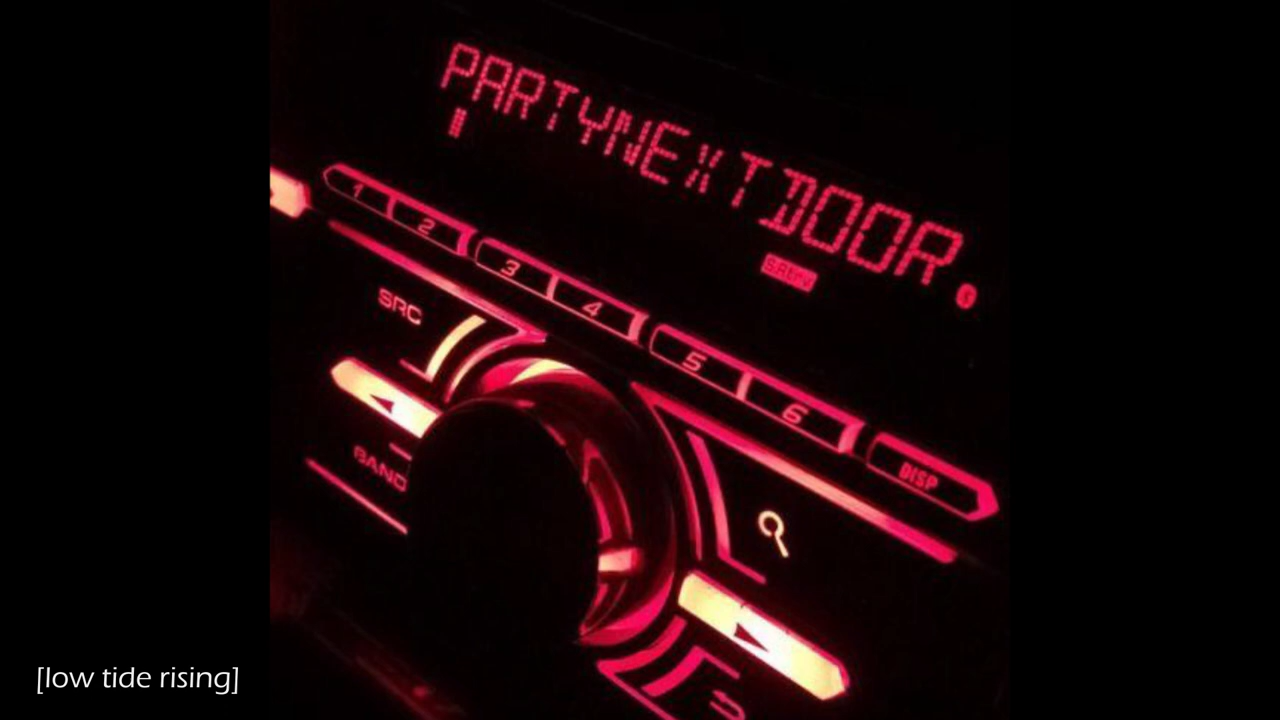 PARTYNEXTDOOR
1 2 3 4 5 6 DISP
SRC
BAND
[low tide rising]